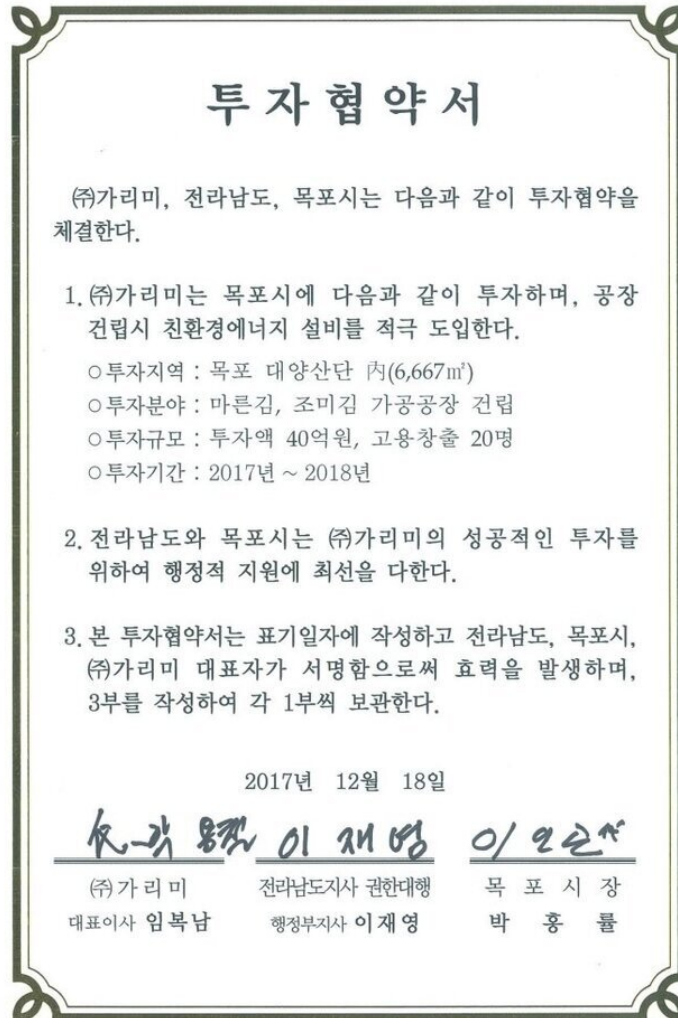 투자협약서
㈜가리미, 전라남도, 목포시는 다음과 같이 투자협약을
체결한다.
1. ㈜가리미는 목포시에 다음과 같이 투자하며, 공장
건립시 친환경에너지 설비를 적극 도입한다.
○투자지역 : 목포 대양산단 內(6,667㎡)
○투자분야 : 마른김, 조미김 가공공장 건립
○투자규모 : 투자액 40억원, 고용창출 20명
○투자기간 : 2017년 ~ 2018년
2. 전라남도와 목포시는 ㈜가리미의 성공적인 투자를
위하여 행정적 지원에 최선을 다한다.
3. 본 투자협약서는 표기일자에 작성하고 전라남도, 목포시,
㈜가리미 대표자가 서명함으로써 효력을 발생하며,
3부를 작성하여 각 1부씩 보관한다.
2017년 12월 18일
이 재 영
㈜가리미 전라남도지사 권한대행 목 포 시 장
대표이사 임복남 행정부지사 이재영 박 홍 률